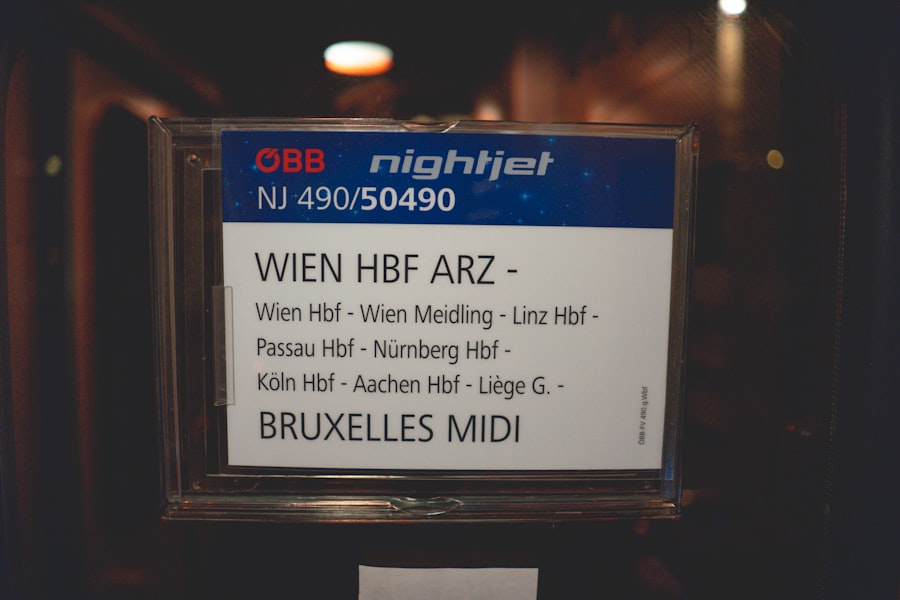 ÖBB nightjet
NJ 490/50490
WIEN HBF ARZ -
Wien Hbf - Wien Meidling - Linz Hbf -
Passau Hbf - Nürnberg Hbf -
Köln Hbf - Aachen Hbf - Liège G. -
BRUXELLES MIDI